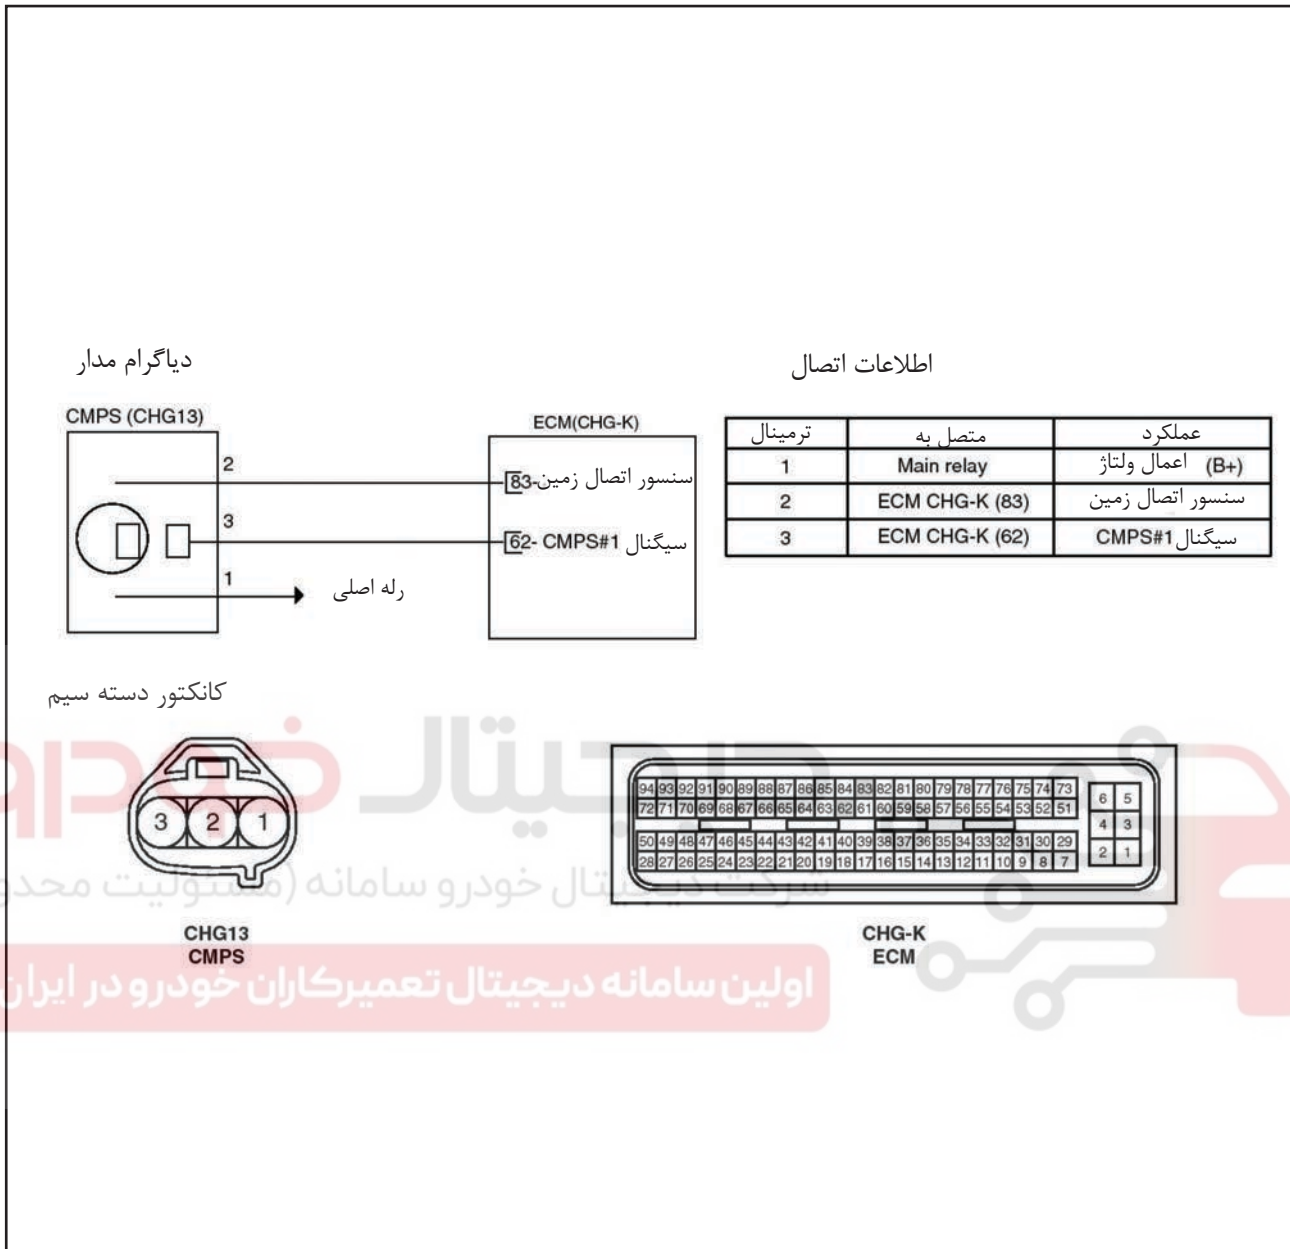 دیاگرام مدار
اطلاعات اتصال
CMPS (CHG13)
ECM(CHG-K)
2
83- سنسور اتصال زمین
3
62- CMPS#1 سیگنال
1
رله اصلی
ترمینال متصل به عملکرد
1 Main relay اعمال ولتاژ (B+)
2 ECM CHG-K (83) سنسور اتصال زمین
3 ECM CHG-K (62) سیگنال CMPS#1
کانکتور دسته سیم
دیجیتال خودرو
3 2 1
94 93 92 91 90 89 88 87 86 85 84 83 82 81 80 79 78 77 76 75 74 73
72 71 70 69 68 67 66 65 64 63 62 61 60 59 58 57 56 55 54 53 52 51
50 49 48 47 46 45 44 43 42 41 40 39 38 37 36 35 34 33 32 31 30 29
28 27 26 25 24 23 22 21 20 19 18 17 16 15 14 13 12 11 10 9 8 7
6 5
4 3
2 1
شرکت دیجیتال خودرو سامانه (مسئولیت محدو
CHG13
CMPS
CHG-K
ECM
اولین سامانه دیجیتال تعمیرکاران خودرو در ایران